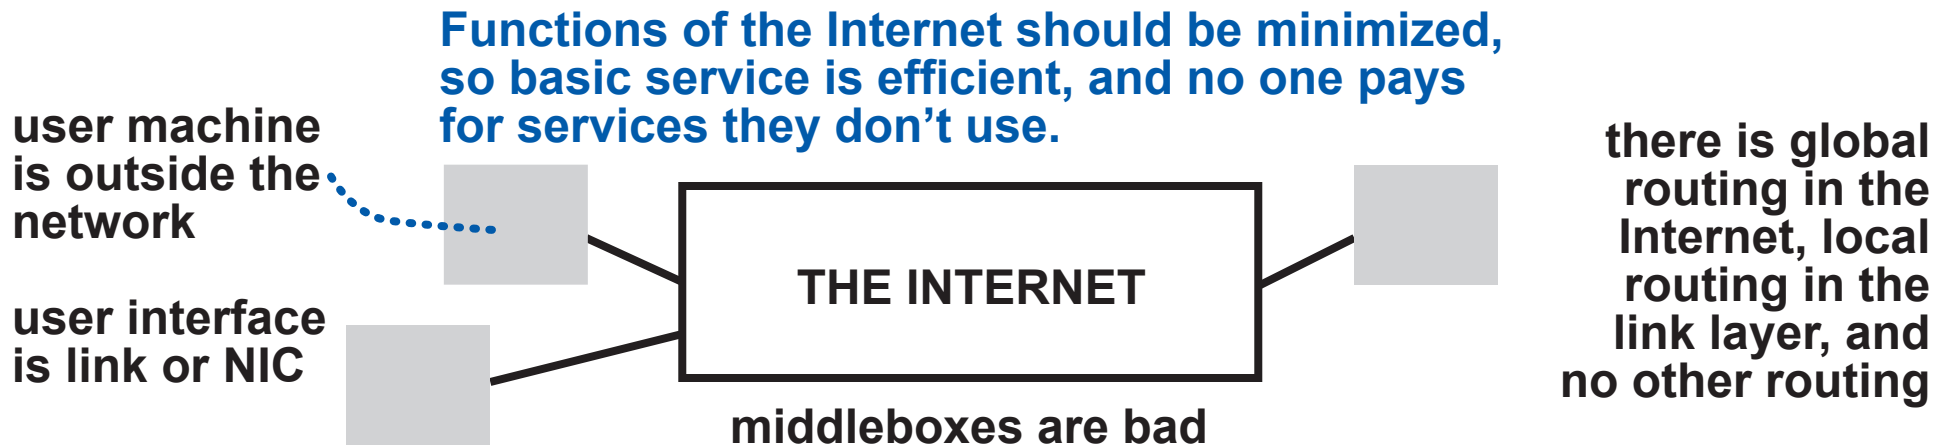 Functions of the Internet should be minimized,
so basic service is efficient, and no one pays
for services they don’t use.
user machine
is outside the
network
user interface
is link or NIC
THE INTERNET
middleboxes are bad
there is global
routing in the
Internet, local
routing in the
link layer, and
no other routing